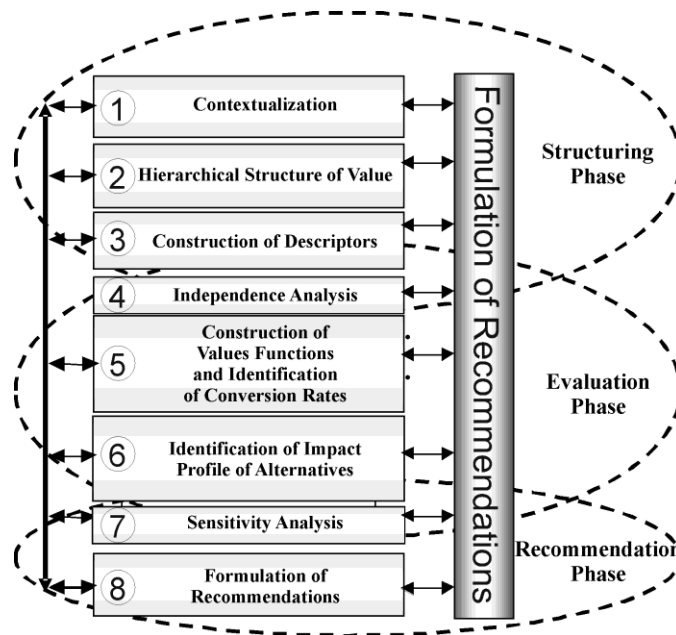 1 Contextualization
2 Hierarchical Structure of Value
3 Construction of Descriptors
4 Independence Analysis
5 Construction of
Values Functions
and Identification
of Conversion Rates
6 Identification of Impact
Profile of Alternatives
7 Sensitivity Analysis
8 Formulation of
Recommendations
Formulation of Recommendations
Structuring
Phase
Evaluation
Phase
Recommendation
Phase